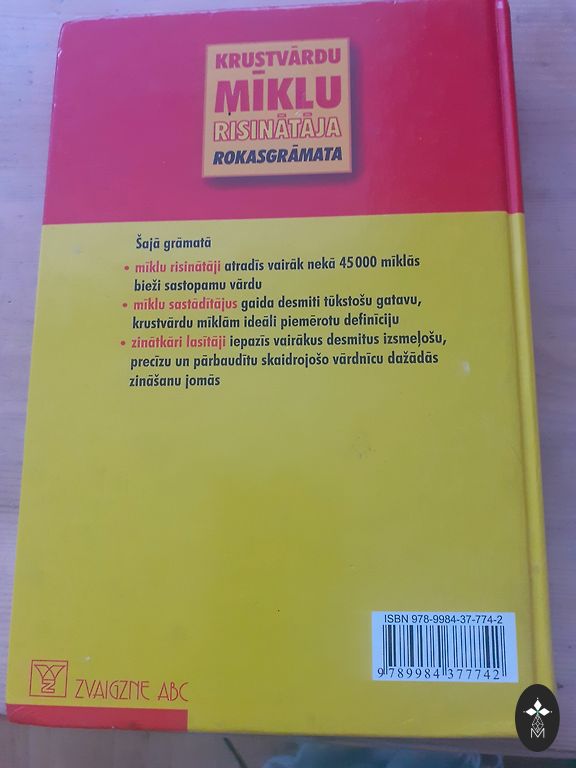 KRUSTVĀRDU
MĪKLU
RISINĀTĀJA
ROKASGRĀMATA
Šajā grāmatā
• mīklu risinātāji atradīs vairāk nekā 45 000 mīklās
bieži sastopamu vārdu
• mīklu sastādītājus gaida desmiti tūkstošu gatavu,
krustvārdu mīklām ideāli piemērotu definīciju
• zinātkāri lasītāji iepazīs vairākus desmitus izsmeļošu,
precīzu un pārbaudītu skaidrojošo vārdnīcu dažādās
zināšanu jomās
ISBN 978-9984-37-774-2
9 789984 377742
ZVAIGZNE ABC